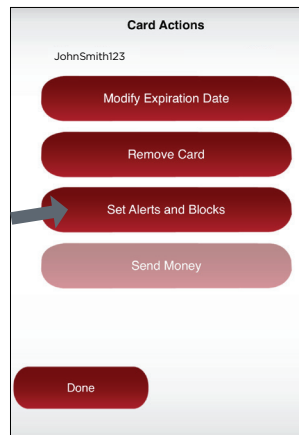 Card Actions
JohnSmith123
Modify Expiration Date
Remove Card
Set Alerts and Blocks
Send Money
Done